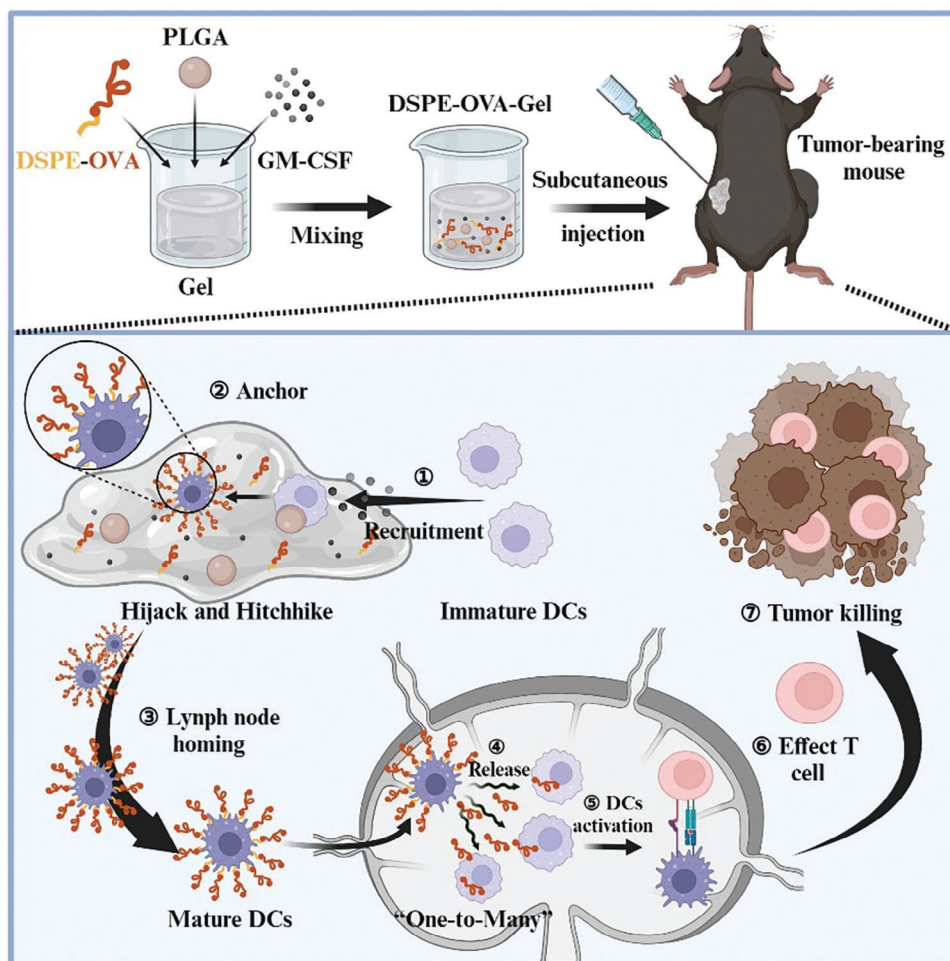 PLGA
DSPE-OVA
GM-CSF
Gel
Mixing
DSPE-OVA-Gel
Subcutaneous
injection
Tumor-bearing
mouse
② Anchor
①
Recruitment
Hijack and Hitchhike
Immature DCs
⑦ Tumor killing
③ Lymph node
homing
④
Release
⑤ DCs
activation
⑥ Effect T
cell
Mature DCs
“One-to-Many”